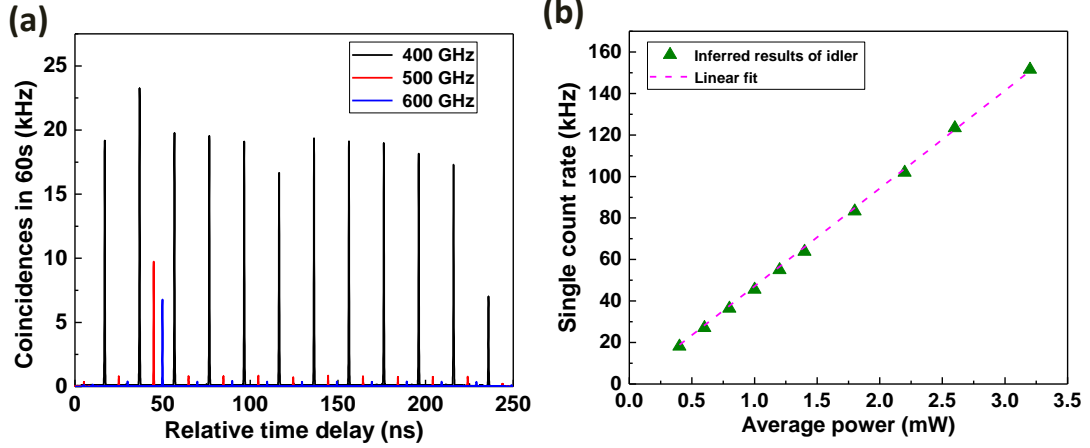 (a)
Coincidences in 60s (kHz)
25
20
15
10
5
0
400 GHz
500 GHz
600 GHz
0 50 100 150 200 250
Relative time delay (ns)
(b)
Single count rate (kHz)
160
140
120
100
80
60
40
20
0
Inferred results of idler
Linear fit
0.0 0.5 1.0 1.5 2.0 2.5 3.0 3.5
Average power (mW)